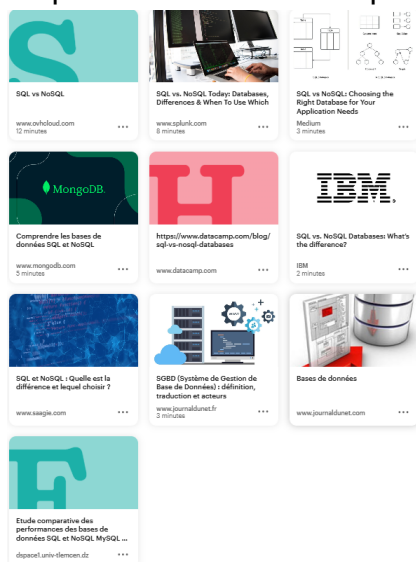 S
SQL vs NoSQL
www.ovhcloud.com
12 minutes
SQL vs. NoSQL Today: Databases,
Differences & When To Use Which
www.splunk.com
8 minutes
SQL vs NoSQL: Choosing the
Right Database for Your
Application Needs
Medium
3 minutes
MongoDB.
Comprendre les bases de
données SQL et NoSQL
www.mongodb.com
5 minutes
H
https://www.datacamp.com/blog/
sql-vs-nosql-databases
www.datacamp.com
IBM
SQL vs. NoSQL Databases: What's
the difference?
IBM
2 minutes
SQL et NoSQL : Quelle est la
différence et lequel choisir ?
www.saagie.com
SGBD (Système de Gestion de
Base de Données) : définition,
traduction et acteurs
www.journaldunet.fr
3 minutes
Bases de données
www.journaldunet.com
E
Etude comparative des
performances des bases de
données SQL et NoSQL MySQL ...
dspace1.univ-tlemcen.dz